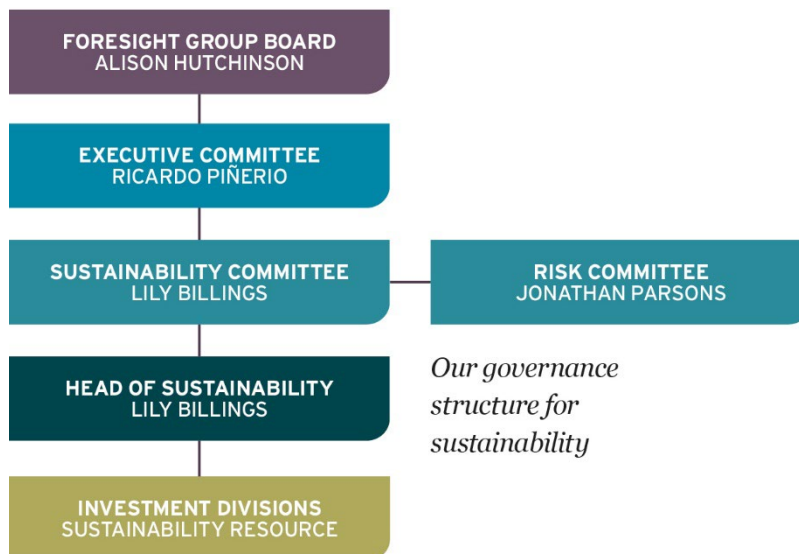 FORESIGHT GROUP BOARD
ALISON HUTCHINSON
EXECUTIVE COMMITTEE
RICARDO PIÑERIO
SUSTAINABILITY COMMITTEE
LILY BILLINGS
RISK COMMITTEE
JONATHAN PARSONS
HEAD OF SUSTAINABILITY
LILY BILLINGS
Our governance
structure for
sustainability
INVESTMENT DIVISIONS
SUSTAINABILITY RESOURCE